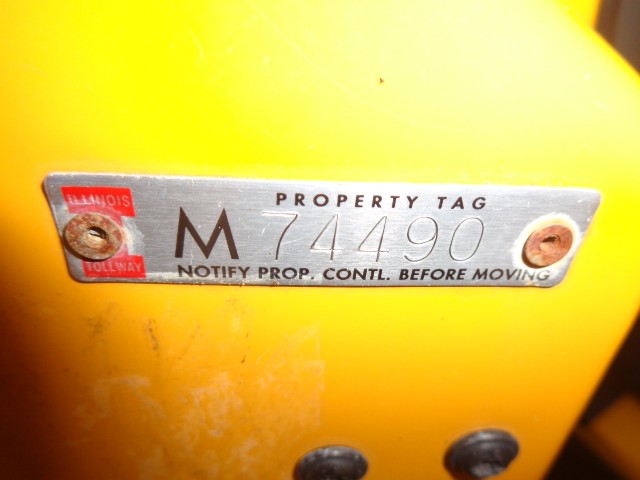 ILLINOIS
TOLLWAY
PROPERTY TAG
M 74490
NOTIFY PROP. CONTL. BEFORE MOVING